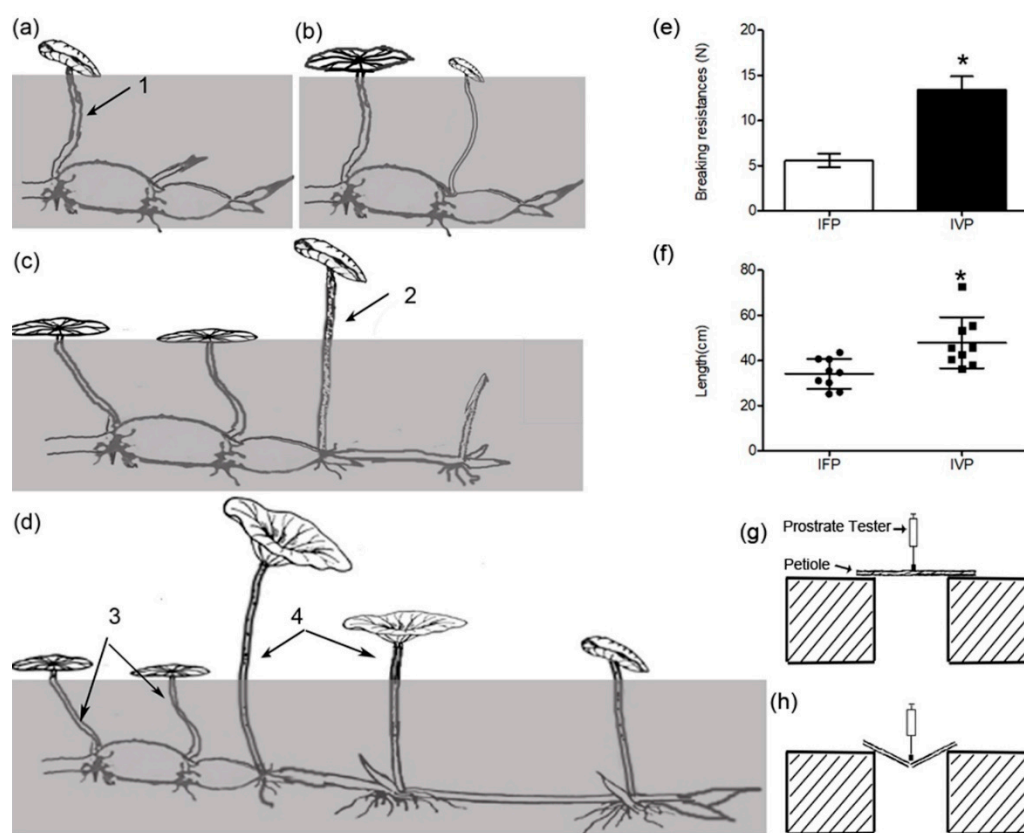 (a)
1
(b)
(c)
2
(d)
3
4
(e)
Breaking resistances (N)
20
15
10
5
0
*
IFP IVP
(f)
Length(cm)
80
60
40
20
0
*
IFP IVP
(g)
Prostrate Tester
Petiole
(h)